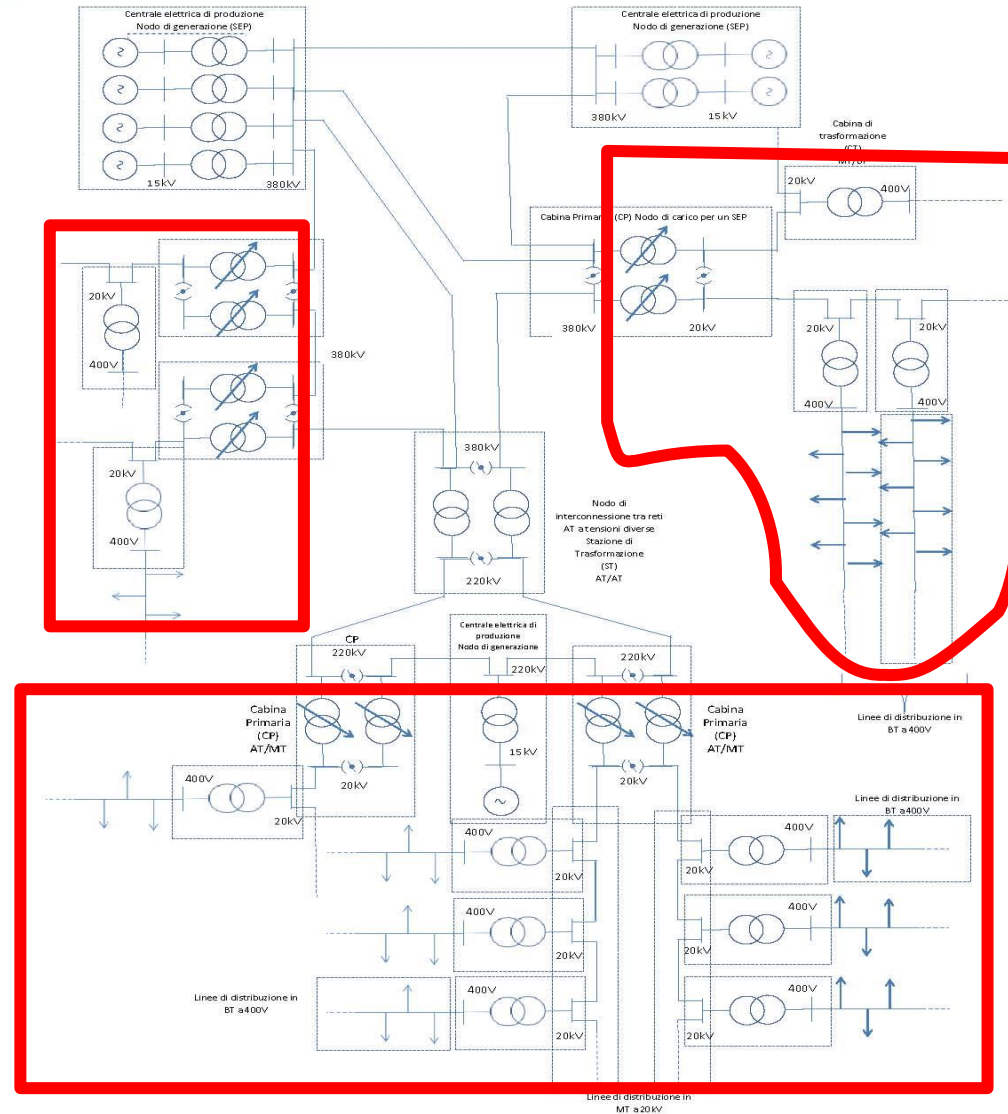 Centrale elettrica di produzione
Nodo di generazione (SEP)
15kV
380kV
Centrale elettrica di produzione
Nodo di generazione (SEP)
380kV
15kV
Cabina di
trasformazione
(CT)
20kV
400V
Cabina Primaria (CP) Nodo di carico per un SEP
380kV
20kV
20kV
400V
20kV
400V
20kV
400V
380kV
20kV
400V
380kV
220kV
Nodo di
interconnessione tra reti
AT a tensioni diverse
Stazione di
Trasformazione
(ST)
AT/AT
CP
220kV
Centrale elettrica di
produzione
Nodo di generazione
220kV
220kV
Cabina
Primaria
(CP)
AT/MT
20kV
15kV
20kV
Cabina
Primaria
(CP)
AT/MT
Linee di distribuzione in
BT a 400V
400V
20kV
Linee di distribuzione in
BT a 400V
400V
20kV
400V
20kV
400V
20kV
400V
20kV
Linee di distribuzione in
BT a 400V
400V
20kV
400V
20kV
Linee di distribuzione in
MT a 20kV